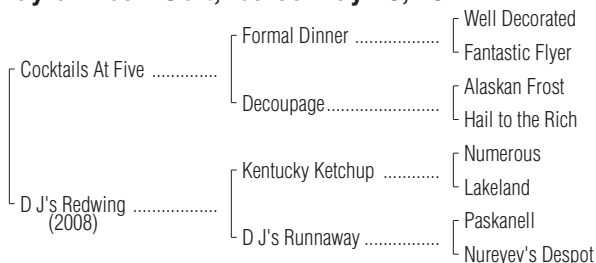 Well Decorated
Formal Dinner ....................
Fantastic Flyer
Cocktails At Five ...............
Alaskan Frost
Decoupage...........................
Hail to the Rich
Numerous
Kentucky Ketchup .............
Lakeland
D J's Redwing ...................
(2008)
Paskanell
D J's Runnaway ..................
Nureyev's Despot